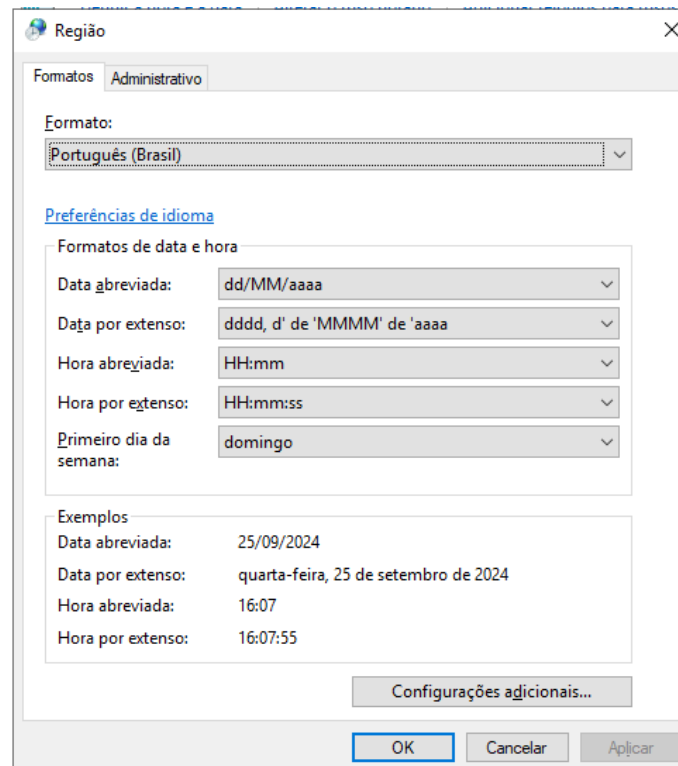 Região
Formatos
Administrativo
Formato:
Português (Brasil)
Preferências de idioma
Formatos de data e hora
Data abreviada:
dd/MM/aaaa
Data por extenso:
dddd, d' de 'MMMM' de 'aaaa
Hora abreviada:
HH:mm
Hora por extenso:
HH:mm:ss
Primeiro dia da
semana:
domingo
Exemplos
Data abreviada:
25/09/2024
Data por extenso:
quarta-feira, 25 de setembro de 2024
Hora abreviada:
16:07
Hora por extenso:
16:07:55
Configurações adicionais...
OK
Cancelar
Aplicar